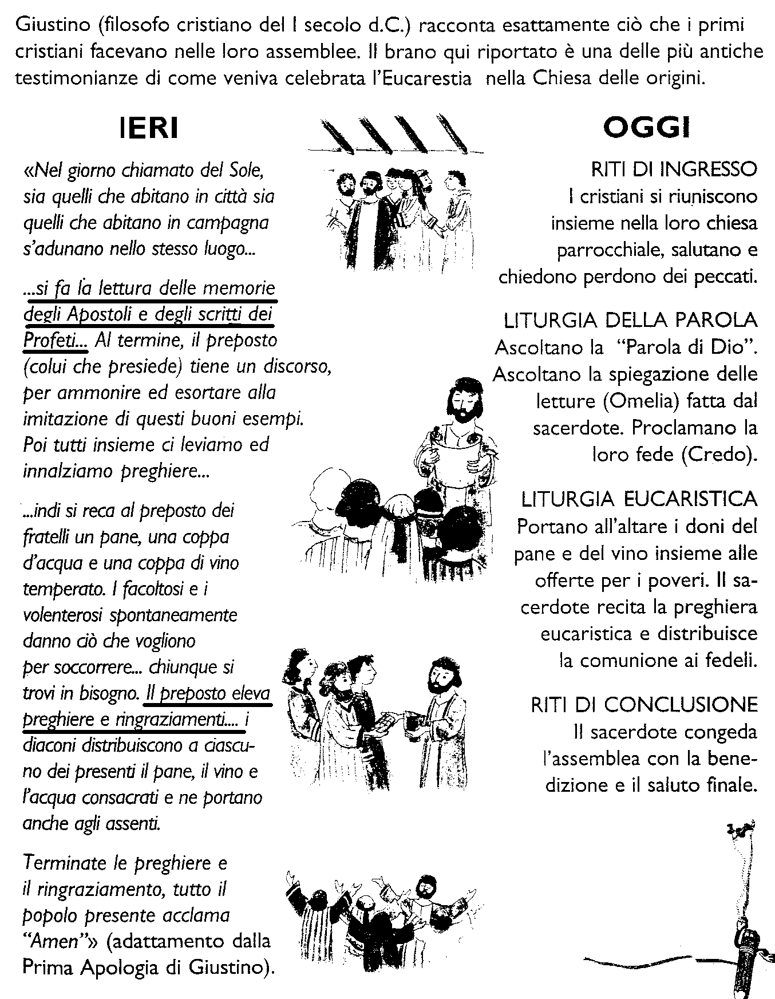 Giustino (filosofo cristiano del I secolo d.C.) racconta esattamente ciò che i primi
cristiani facevano nelle loro assemblee. Il brano qui riportato è una delle più antiche
testimonianze di come veniva celebrata l'Eucarestia nella Chiesa delle origini.
IERI
«Nel giorno chiamato del Sole,
sia quelli che abitano in città sia
quelli che abitano in campagna
s'adunano nello stesso luogo...
...si fa la lettura delle memorie
degli Apostoli e degli scritti dei
Profeti... Al termine, il preposto
(colui che presiede) tiene un discorso,
per ammonire ed esortare alla
imitazione di questi buoni esempi.
Poi tutti insieme ci leviamo ed
innalziamo preghiere...
...indi si reca al preposto dei
fratelli un pane, una coppa
d'acqua e una coppa di vino
temperato. I facoltosi e i
volenterosi spontaneamente
danno ciò che vogliono
per soccorrere... chiunque si
trovi in bisogno. Il preposto eleva
preghiere e ringraziamenti.... i
diaconi distribuiscono a ciascu-
no dei presenti il pane, il vino e
l'acqua consacrati e ne portano
anche agli assenti.
Terminate le preghiere e
il ringraziamento, tutto il
popolo presente acclama
“Amen”» (adattamento dalla
Prima Apologia di Giustino).
OGGI
RITI DI INGRESSO
I cristiani si riuniscono
insieme nella loro chiesa
parrocchiale, salutano e
chiedono perdono dei peccati.
LITURGIA DELLA PAROLA
Ascoltano la “Parola di Dio”.
Ascoltano la spiegazione delle
letture (Omelia) fatta dal
sacerdote. Proclamano la
loro fede (Credo).
LITURGIA EUCARISTICA
Portano all'altare i doni del
pane e del vino insieme alle
offerte per i poveri. Il sa-
cerdote recita la preghiera
eucaristica e distribuisce
la comunione ai fedeli.
RITI DI CONCLUSIONE
Il sacerdote congeda
l'assemblea con la bene-
dizione e il saluto finale.